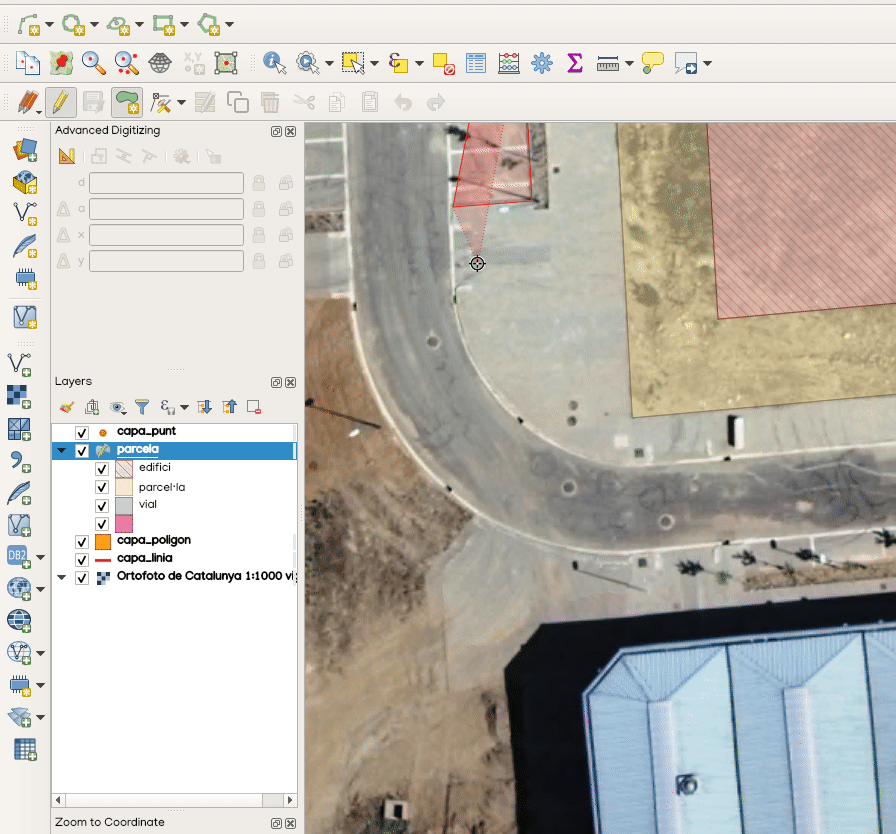 X,Y
ε
Σ
Advanced Digitizing
d
a
x
y
Layers
ε
capa_punt
parcela
edifici
parcel·la
vial
capa_poligon
capa_linia
Ortofoto de Catalunya 1:1000 vi
DB2
Zoom to Coordinate